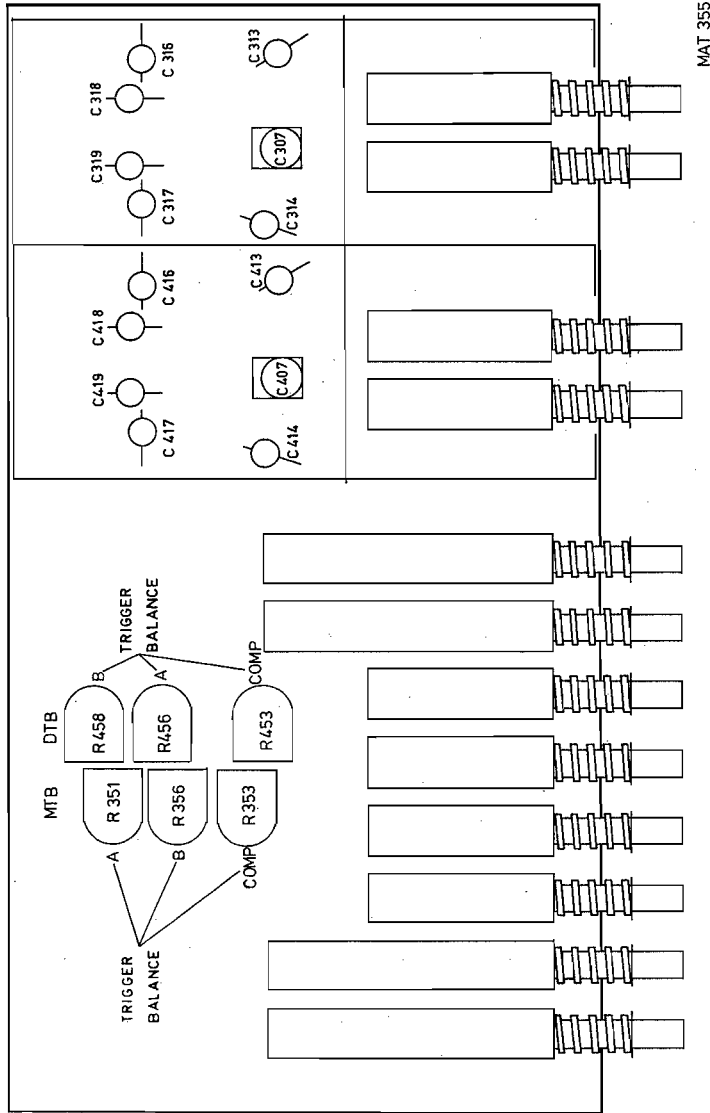 MAT 355
C 316
C 318
C 319
C 317
C 313
C307
C 314
C 416
C 418
C419
C 417
C 413
C407
C 414
MTB
DTB
TRIGGER
BALANCE
B
A
COMP
R458
R456
R453
R 351
R 356
R353
A
B
COMP
TRIGGER
BALANCE